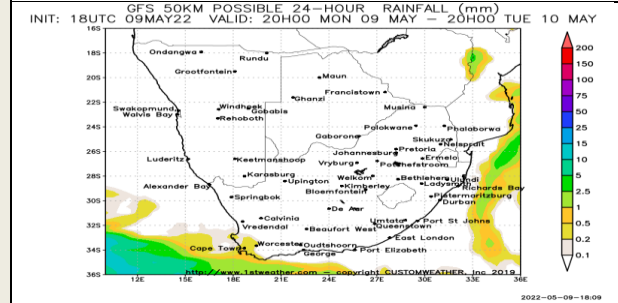 GFS 50KM POSSIBLE 24-HOUR RAINFALL (mm)
INIT: 18UTC 09MAY22 VALID: 20H00 MON 09 MAY - 20H00 TUE 10 MAY
16S
Ondangwa
Rundu
18S
Grootfontein
Maun
20S
Francistown
Ghanzi
22S
Musina
Windhoek
Gobabis
Swakopmund
Walvis Bay
Rehoboth
24S
Polokwane
Phalaborwa
Gaborone
Skukuza
Nelspruit
Pretoria
26S
Johannesburg
Ermelo
Luderitz
Keetmanshoop
Vryburg
Potchefstroom
28S
Karasburg
Upington
Welkom
Bethlehem
Ulundi
Alexander Bay
Kimberley
Ladysmith
Richards Bay
Bloemfontein
Springbok
Pietermaritzburg
30S
Durban
De Aar
Calvinia
Umtata
Port St Johns
32S
Vredendal
Beaufort West
Queenstown
East London
Cape Town
Worcester
Oudtshoorn
34S
George
Port Elizabeth
36S
http://www.1stweather.com - copyright CUSTOMWEATHER, Inc 2019
12E 15E 18E 21E 24E 27E 30E 33E 36E
200
150
100
75
50
25
15
10
5
2.5
1
0.5
0.2
0.1
2022-05-09-18:09